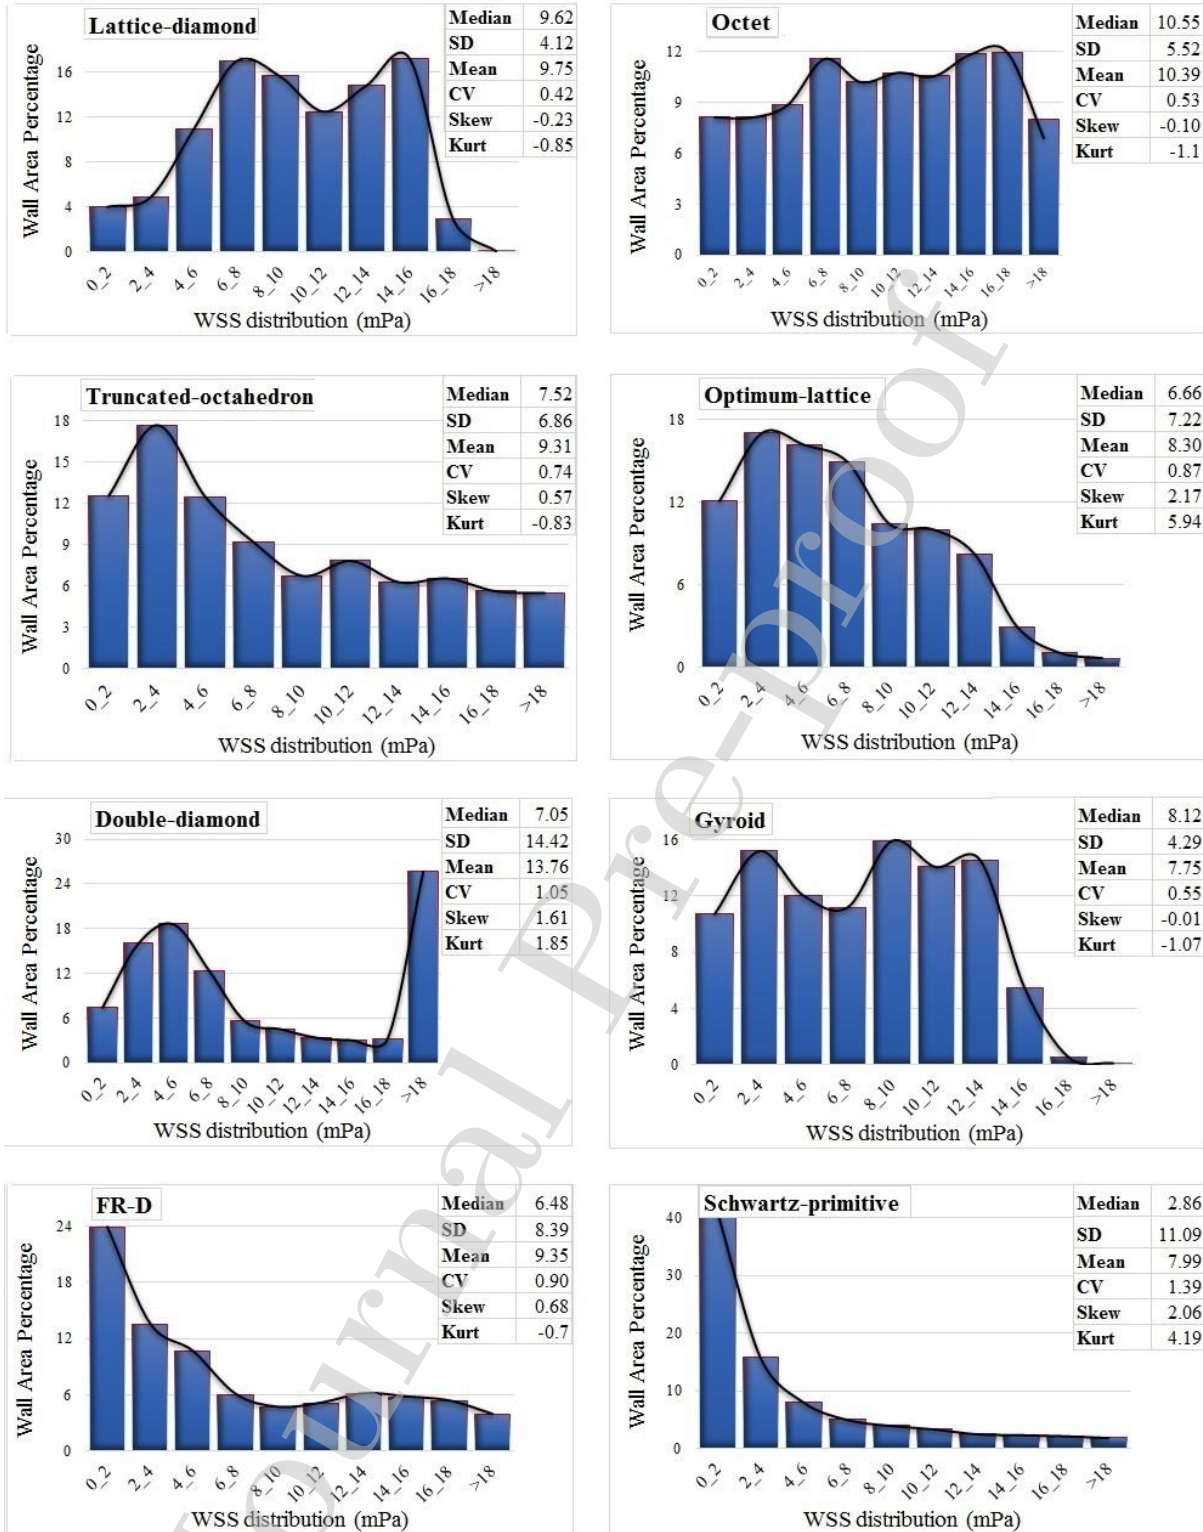 Lattice-diamond
Median 9.62
SD 4.12
Mean 9.75
CV 0.42
Skew -0.23
Kurt -0.85
Wall Area Percentage
16
12
8
4
0
0_2 2_4 4_6 6_8 8_10 10_12 12_14 14_16 16_18 >18
WSS distribution (mPa)
Octet
Median 10.55
SD 5.52
Mean 10.39
CV 0.53
Skew -0.10
Kurt -1.1
Wall Area Percentage
12
9
6
3
0
0_2 2_4 4_6 6_8 8_10 10_12 12_14 14_16 16_18 >18
WSS distribution (mPa)
Truncated-octahedron
Median 7.52
SD 6.86
Mean 9.31
CV 0.74
Skew 0.57
Kurt -0.83
Wall Area Percentage
18
15
12
9
6
3
0
0_2 2_4 4_6 6_8 8_10 10_12 12_14 14_16 16_18 >18
WSS distribution (mPa)
Optimum-lattice
Median 6.66
SD 7.22
Mean 8.30
CV 0.87
Skew 2.17
Kurt 5.94
Wall Area Percentage
18
12
6
0
0_2 2_4 4_6 6_8 8_10 10_12 12_14 14_16 16_18 >18
WSS distribution (mPa)
Double-diamond
Median 7.05
SD 14.42
Mean 13.76
CV 1.05
Skew 1.61
Kurt 1.85
Wall Area Percentage
30
24
18
12
6
0
0_2 2_4 4_6 6_8 8_10 10_12 12_14 14_16 16_18 >18
WSS distribution (mPa)
Gyroid
Median 8.12
SD 4.29
Mean 7.75
CV 0.55
Skew -0.01
Kurt -1.07
Wall Area Percentage
16
12
8
4
0
0_2 2_4 4_6 6_8 8_10 10_12 12_14 14_16 16_18 >18
WSS distribution (mPa)
FR-D
Median 6.48
SD 8.39
Mean 9.35
CV 0.90
Skew 0.68
Kurt -0.7
Wall Area Percentage
24
18
12
6
0
0_2 2_4 4_6 6_8 8_10 10_12 12_14 14_16 16_18 >18
WSS distribution (mPa)
Schwartz-primitive
Median 2.86
SD 11.09
Mean 7.99
CV 1.39
Skew 2.06
Kurt 4.19
Wall Area Percentage
40
30
20
10
0
0_2 2_4 4_6 6_8 8_10 10_12 12_14 14_16 16_18 >18
WSS distribution (mPa)
Journal Pre-proof